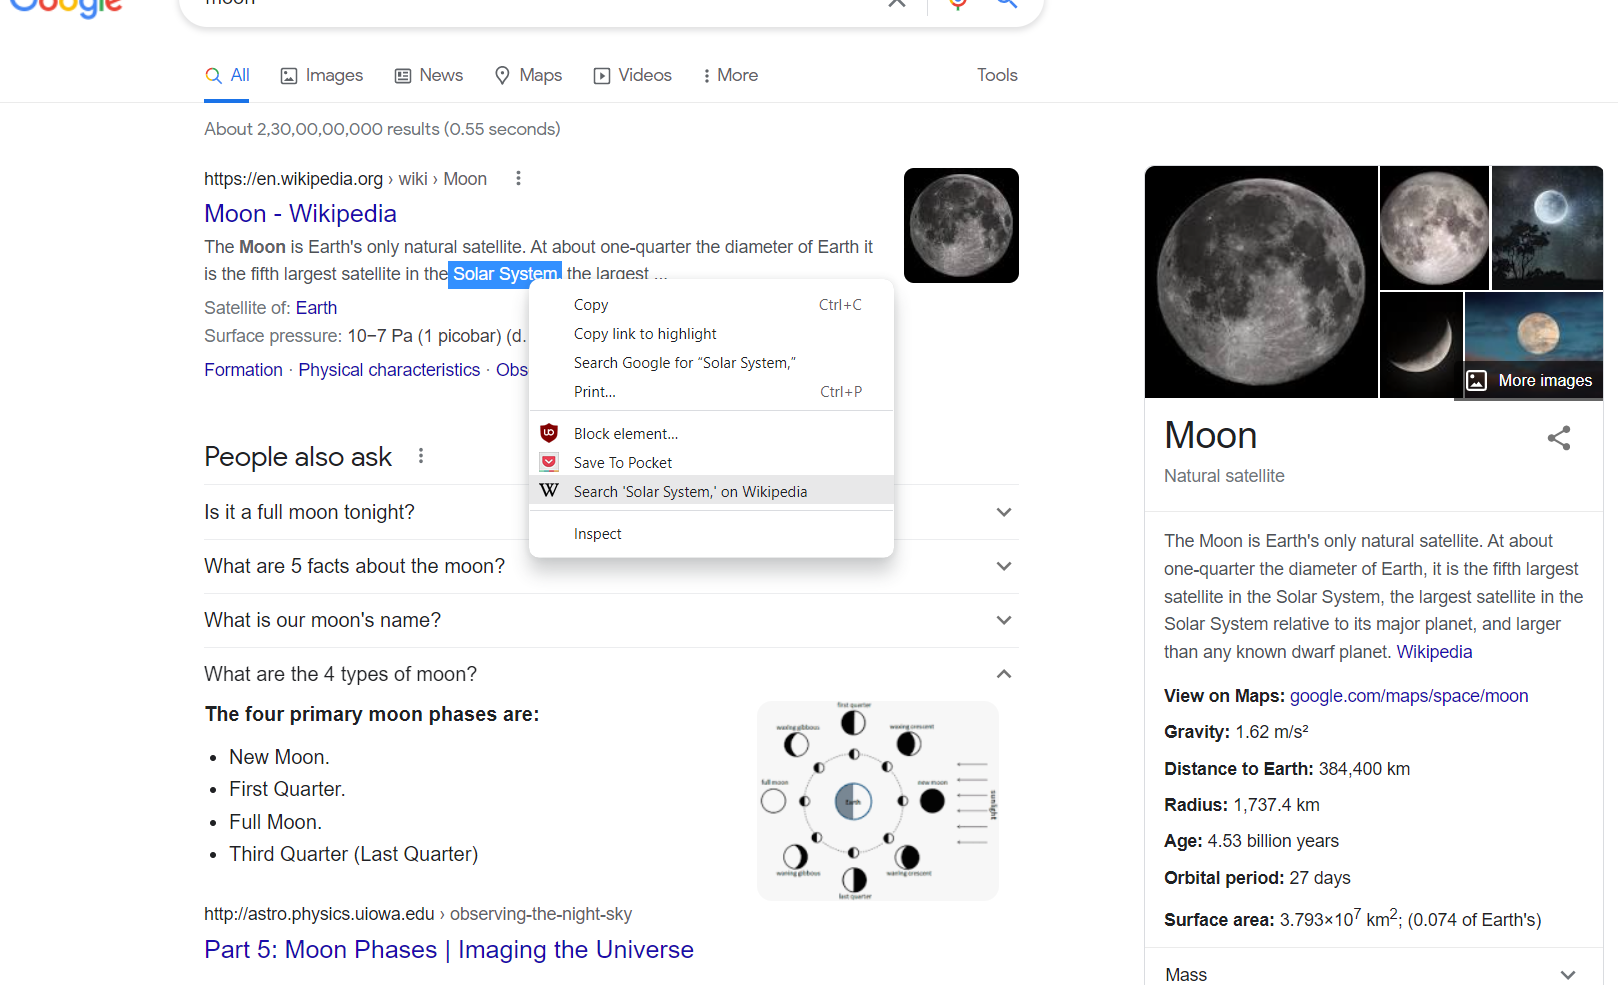 Google
moon
All
Images
News
Maps
Videos
More
Tools
About 2,30,00,00,000 results (0.55 seconds)
https://en.wikipedia.org › wiki › Moon
Moon - Wikipedia
The Moon is Earth's only natural satellite. At about one-quarter the diameter of Earth it
is the fifth largest satellite in the Solar System, the largest ...
Satellite of: Earth
Surface pressure: 10−7 Pa (1 picobar) (d.
Formation · Physical characteristics · Obs
Copy Ctrl+C
Copy link to highlight
Search Google for “Solar System,”
Print... Ctrl+P
Block element...
Save To Pocket
Search 'Solar System,' on Wikipedia
Inspect
People also ask
Is it a full moon tonight?
What are 5 facts about the moon?
What is our moon's name?
What are the 4 types of moon?
The four primary moon phases are:
• New Moon.
• First Quarter.
• Full Moon.
• Third Quarter (Last Quarter)
first quarter
waxing gibbous
waxing crescent
full moon
new moon
Earth
sunlight
waning gibbous
waning crescent
last quarter
http://astro.physics.uiowa.edu › observing-the-night-sky
Part 5: Moon Phases | Imaging the Universe
More images
Moon
Natural satellite
The Moon is Earth's only natural satellite. At about
one-quarter the diameter of Earth, it is the fifth largest
satellite in the Solar System, the largest satellite in the
Solar System relative to its major planet, and larger
than any known dwarf planet. Wikipedia
View on Maps: google.com/maps/space/moon
Gravity: 1.62 m/s²
Distance to Earth: 384,400 km
Radius: 1,737.4 km
Age: 4.53 billion years
Orbital period: 27 days
Surface area: 3.793×10⁷ km²; (0.074 of Earth's)
Mass